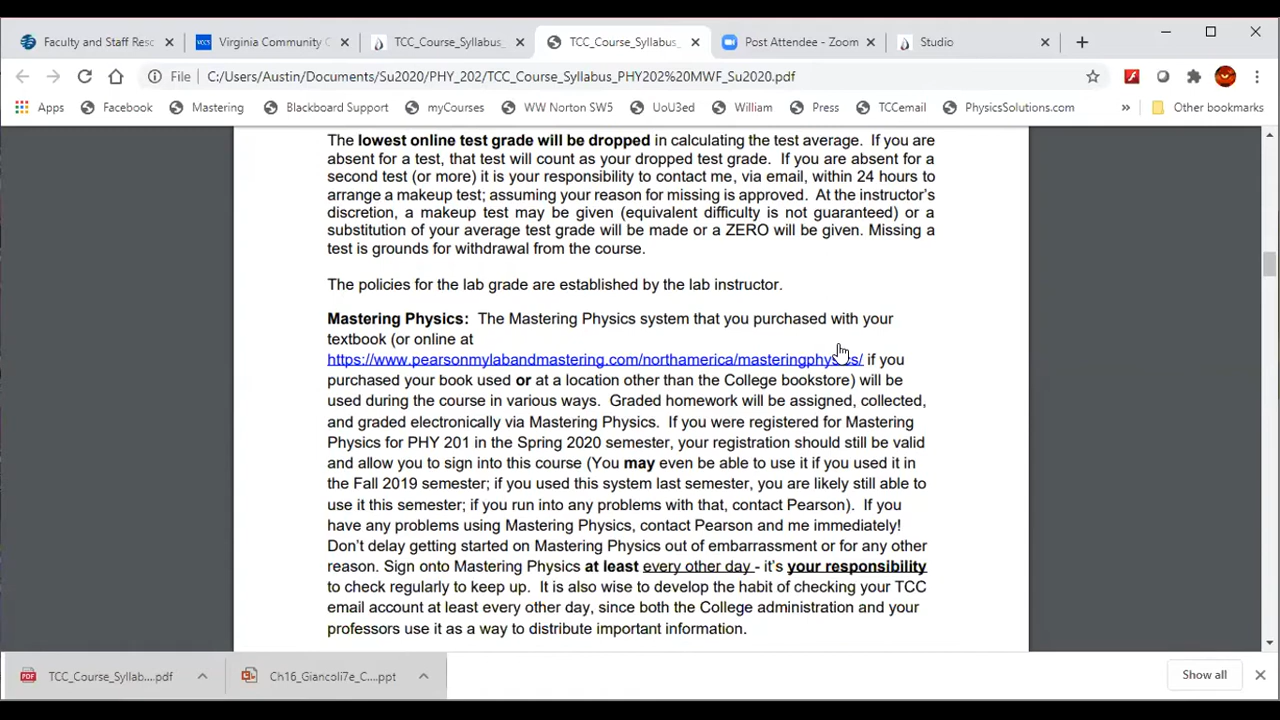 Faculty and Staff Resc
Virginia Community C
TCC_Course_Syllabus_
TCC_Course_Syllabus_
Post Attendee - Zoom
Studio
File
C:/Users/Austin/Documents/Su2020/PHY_202/TCC_Course_Syllabus_PHY202%20MWF_Su2020.pdf
Apps Facebook Mastering Blackboard Support myCourses WW Norton SW5 UoU3ed William Press TCCemail PhysicsSolutions.com » Other bookmarks
The lowest online test grade will be dropped in calculating the test average. If you are
absent for a test, that test will count as your dropped test grade. If you are absent for a
second test (or more) it is your responsibility to contact me, via email, within 24 hours to
arrange a makeup test; assuming your reason for missing is approved. At the instructor's
discretion, a makeup test may be given (equivalent difficulty is not guaranteed) or a
substitution of your average test grade will be made or a ZERO will be given. Missing a
test is grounds for withdrawal from the course.
The policies for the lab grade are established by the lab instructor.
Mastering Physics: The Mastering Physics system that you purchased with your
textbook (or online at
https://www.pearsonmylabandmastering.com/northamerica/masteringphysics/ if you
purchased your book used or at a location other than the College bookstore) will be
used during the course in various ways. Graded homework will be assigned, collected,
and graded electronically via Mastering Physics. If you were registered for Mastering
Physics for PHY 201 in the Spring 2020 semester, your registration should still be valid
and allow you to sign into this course (You may even be able to use it if you used it in
the Fall 2019 semester; if you used this system last semester, you are likely still able to
use it this semester; if you run into any problems with that, contact Pearson). If you
have any problems using Mastering Physics, contact Pearson and me immediately!
Don't delay getting started on Mastering Physics out of embarrassment or for any other
reason. Sign onto Mastering Physics at least every other day - it's your responsibility
to check regularly to keep up. It is also wise to develop the habit of checking your TCC
email account at least every other day, since both the College administration and your
professors use it as a way to distribute important information.
TCC_Course_Syllab....pdf
Ch16_Giancoli7e_C....ppt
Show all